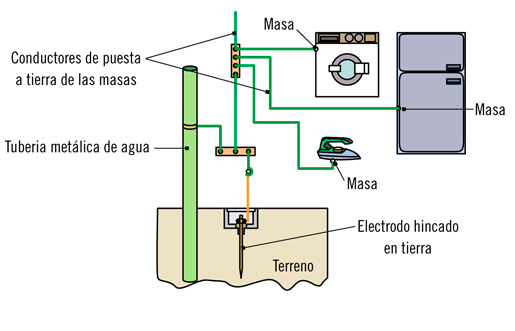 Masa
Conductores de puesta
a tierra de las masas
Masa
Tuberia metálica de agua
Masa
Electrodo hincado
en tierra
Terreno